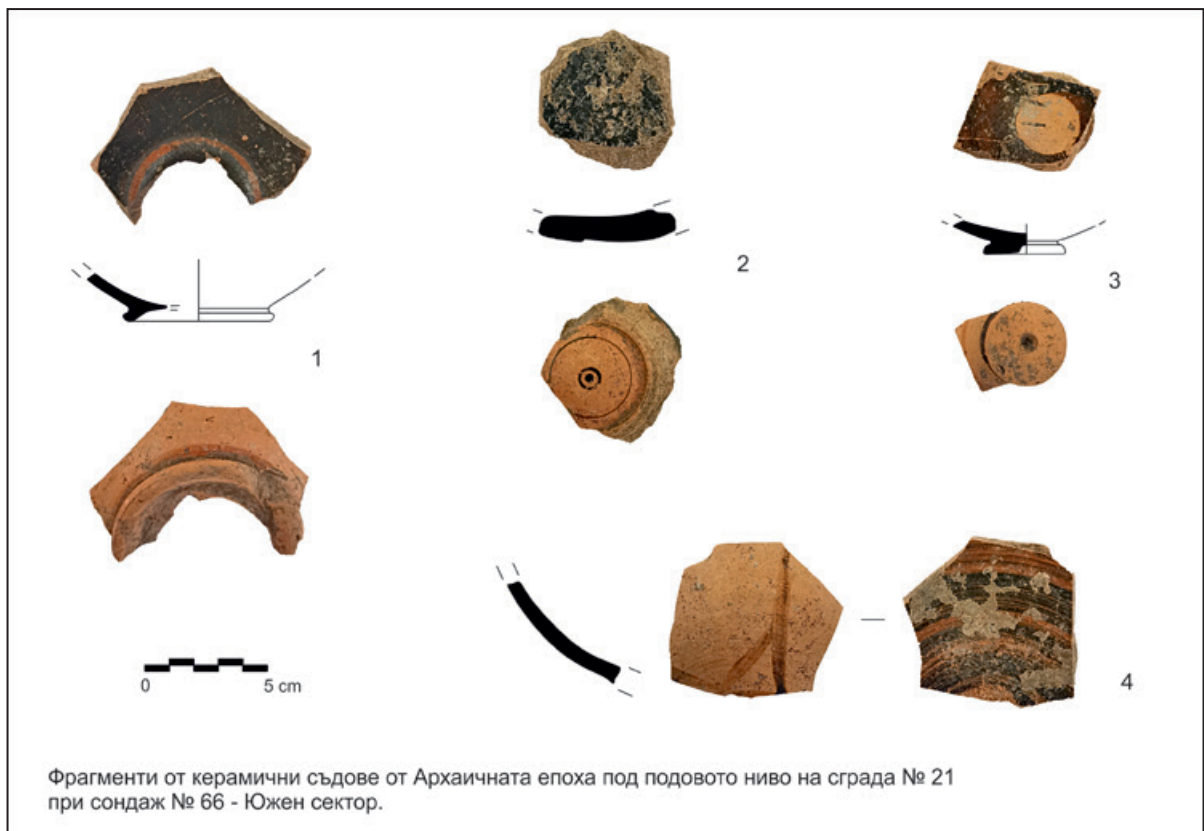 1
2
3
0 5 cm
4
Фрагменти от керамични съдове от Архаичната епоха под подовото ниво на сграда № 21
при сондаж № 66 - Южен сектор.